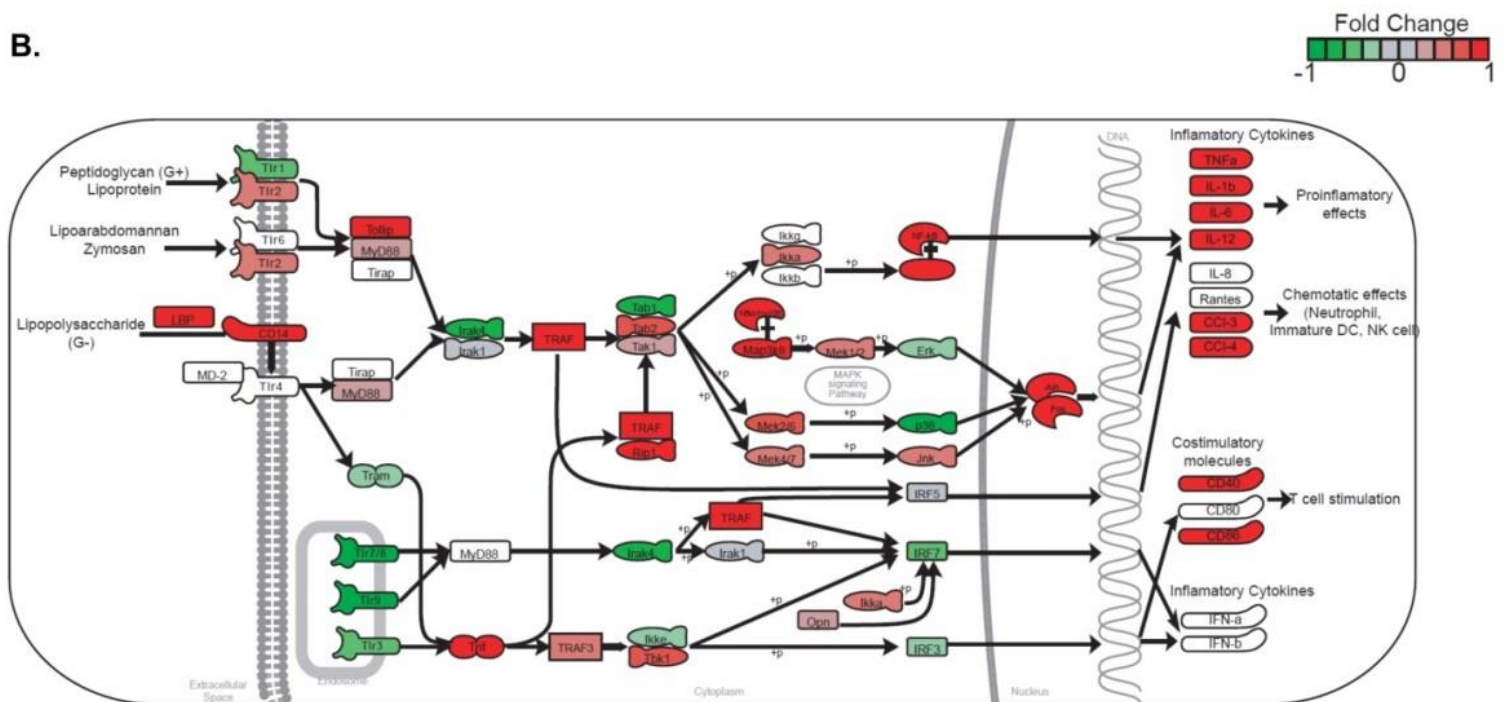 B.
Fold Change
-1 0 1
DNA
Inflamatory Cytokines
TNFa
IL-1b
IL-6
IL-12
Proinflamatory
effects
IL-8
Rantes
CCl-3
CCl-4
Chemotatic effects
(Neutrophil,
Immature DC, NK cell)
Peptidoglycan (G+)
Lipoprotein
Tlr1
Tlr2
Lipoarabdomannan
Zymosan
Tlr6
Tlr2
Tollip
MyD88
Tirap
Lipopolysaccharide
(G-)
LBP
CD14
MD-2
Tlr4
Tirap
MyD88
Irak4
Irak1
TRAF
Tab1
Tab2
Tak1
TRAF
Rip1
+p
Ikkg
Ikka
Ikkb
+p
NF-kB
Map3k8
+p
Mek1/2
+p
Erk
MAPK
signaling
Pathway
+p
+p
Mek2/6
+p
p38
Mek4/7
+p
Jnk
Jun
Fos
+p
Tram
IRF5
TRAF
Tlr7/8
MyD88
Irak4
+p
+p
Irak1
+p
IRF7
Tlr9
+p
Ikka
+p
Opn
Tlr3
Trif
TRAF3
Ikke
Tbk1
+p
IRF3
Costimulatory
molecules
CD40
CD80
CD86
T cell stimulation
Inflamatory Cytokines
IFN-a
IFN-b
Extracellular
Space
Endosome
Cytoplasm
Nucleus